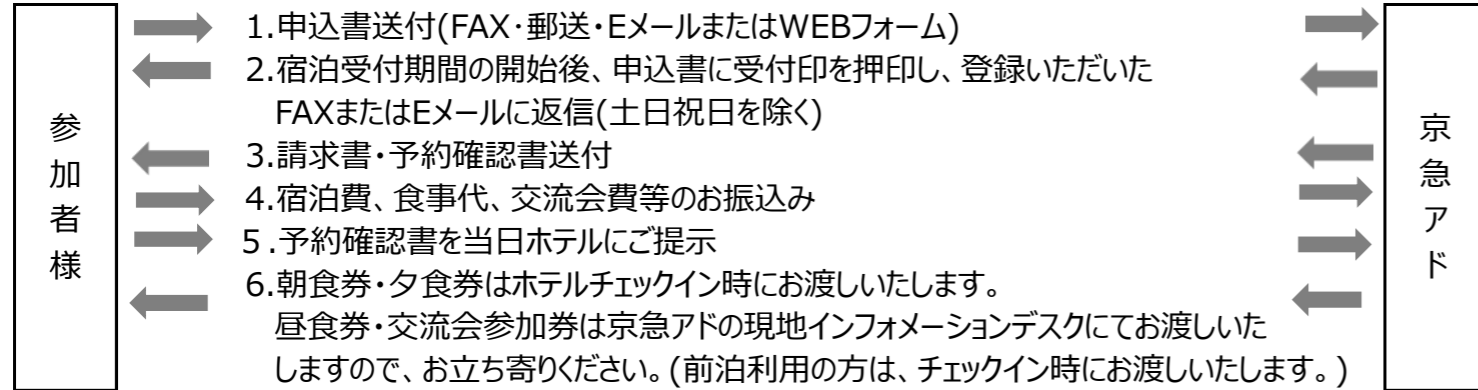 参加者様
1.申込書送付(FAX・郵送・EメールまたはWEBフォーム)
2.宿泊受付期間の開始後、申込書に受付印を押印し、登録いただいた
FAXまたはEメールに返信(土日祝日を除く)
3.請求書・予約確認書送付
4.宿泊費、食事代、交流会費等のお振込み
５.予約確認書を当日ホテルにご提示
6.朝食券・夕食券はホテルチェックイン時にお渡しいたします。
昼食券・交流会参加券は京急アドの現地インフォメーションデスクにてお渡しいた
しますので、お立ち寄りください。(前泊利用の方は、チェックイン時にお渡しいたします。)
京急アド